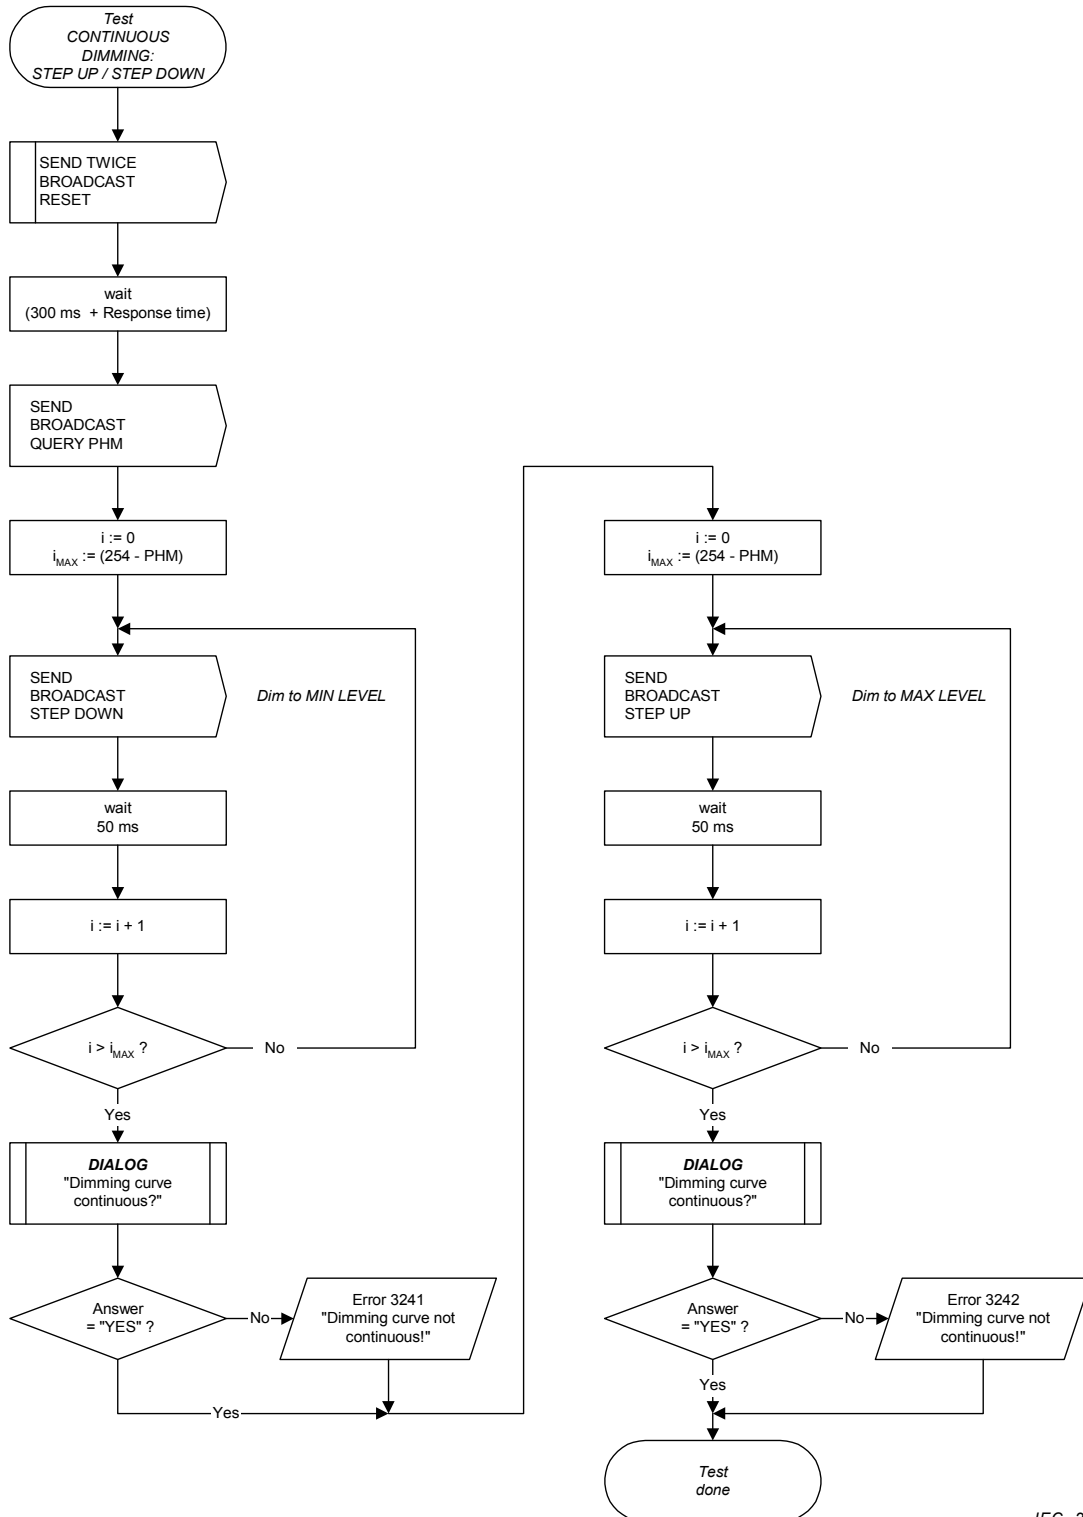 Test
CONTINUOUS
DIMMING:
STEP UP / STEP DOWN
SEND TWICE
BROADCAST
RESET
wait
(300 ms + Response time)
SEND
BROADCAST
QUERY PHM
i := 0
iMAX := (254 - PHM)
SEND
BROADCAST
STEP DOWN
Dim to MIN LEVEL
wait
50 ms
i := i + 1
i > iMAX ?
No
Yes
DIALOG
"Dimming curve
continuous?"
Answer
= "YES" ?
No
Error 3241
"Dimming curve not
continuous!"
Yes
i := 0
iMAX := (254 - PHM)
SEND
BROADCAST
STEP UP
Dim to MAX LEVEL
wait
50 ms
i := i + 1
i > iMAX ?
No
Yes
DIALOG
"Dimming curve
continuous?"
Answer
= "YES" ?
No
Error 3242
"Dimming curve not
continuous!"
Yes
Test
done